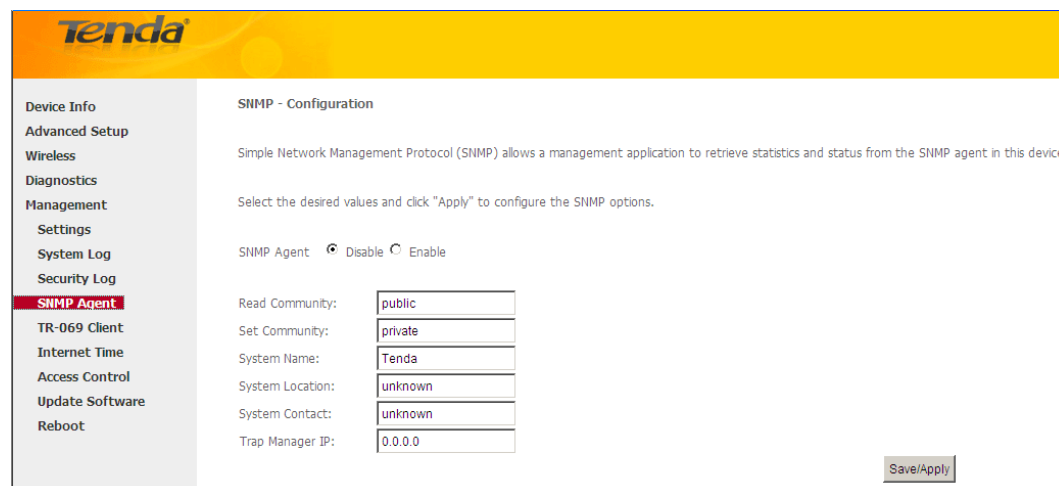 Tenda
Device Info
Advanced Setup
Wireless
Diagnostics
Management
Settings
System Log
Security Log
SNMP Agent
TR-069 Client
Internet Time
Access Control
Update Software
Reboot
SNMP - Configuration
Simple Network Management Protocol (SNMP) allows a management application to retrieve statistics and status from the SNMP agent in this device
Select the desired values and click "Apply" to configure the SNMP options.
SNMP Agent Disable Enable
Read Community: public
Set Community: private
System Name: Tenda
System Location: unknown
System Contact: unknown
Trap Manager IP: 0.0.0.0
Save/Apply